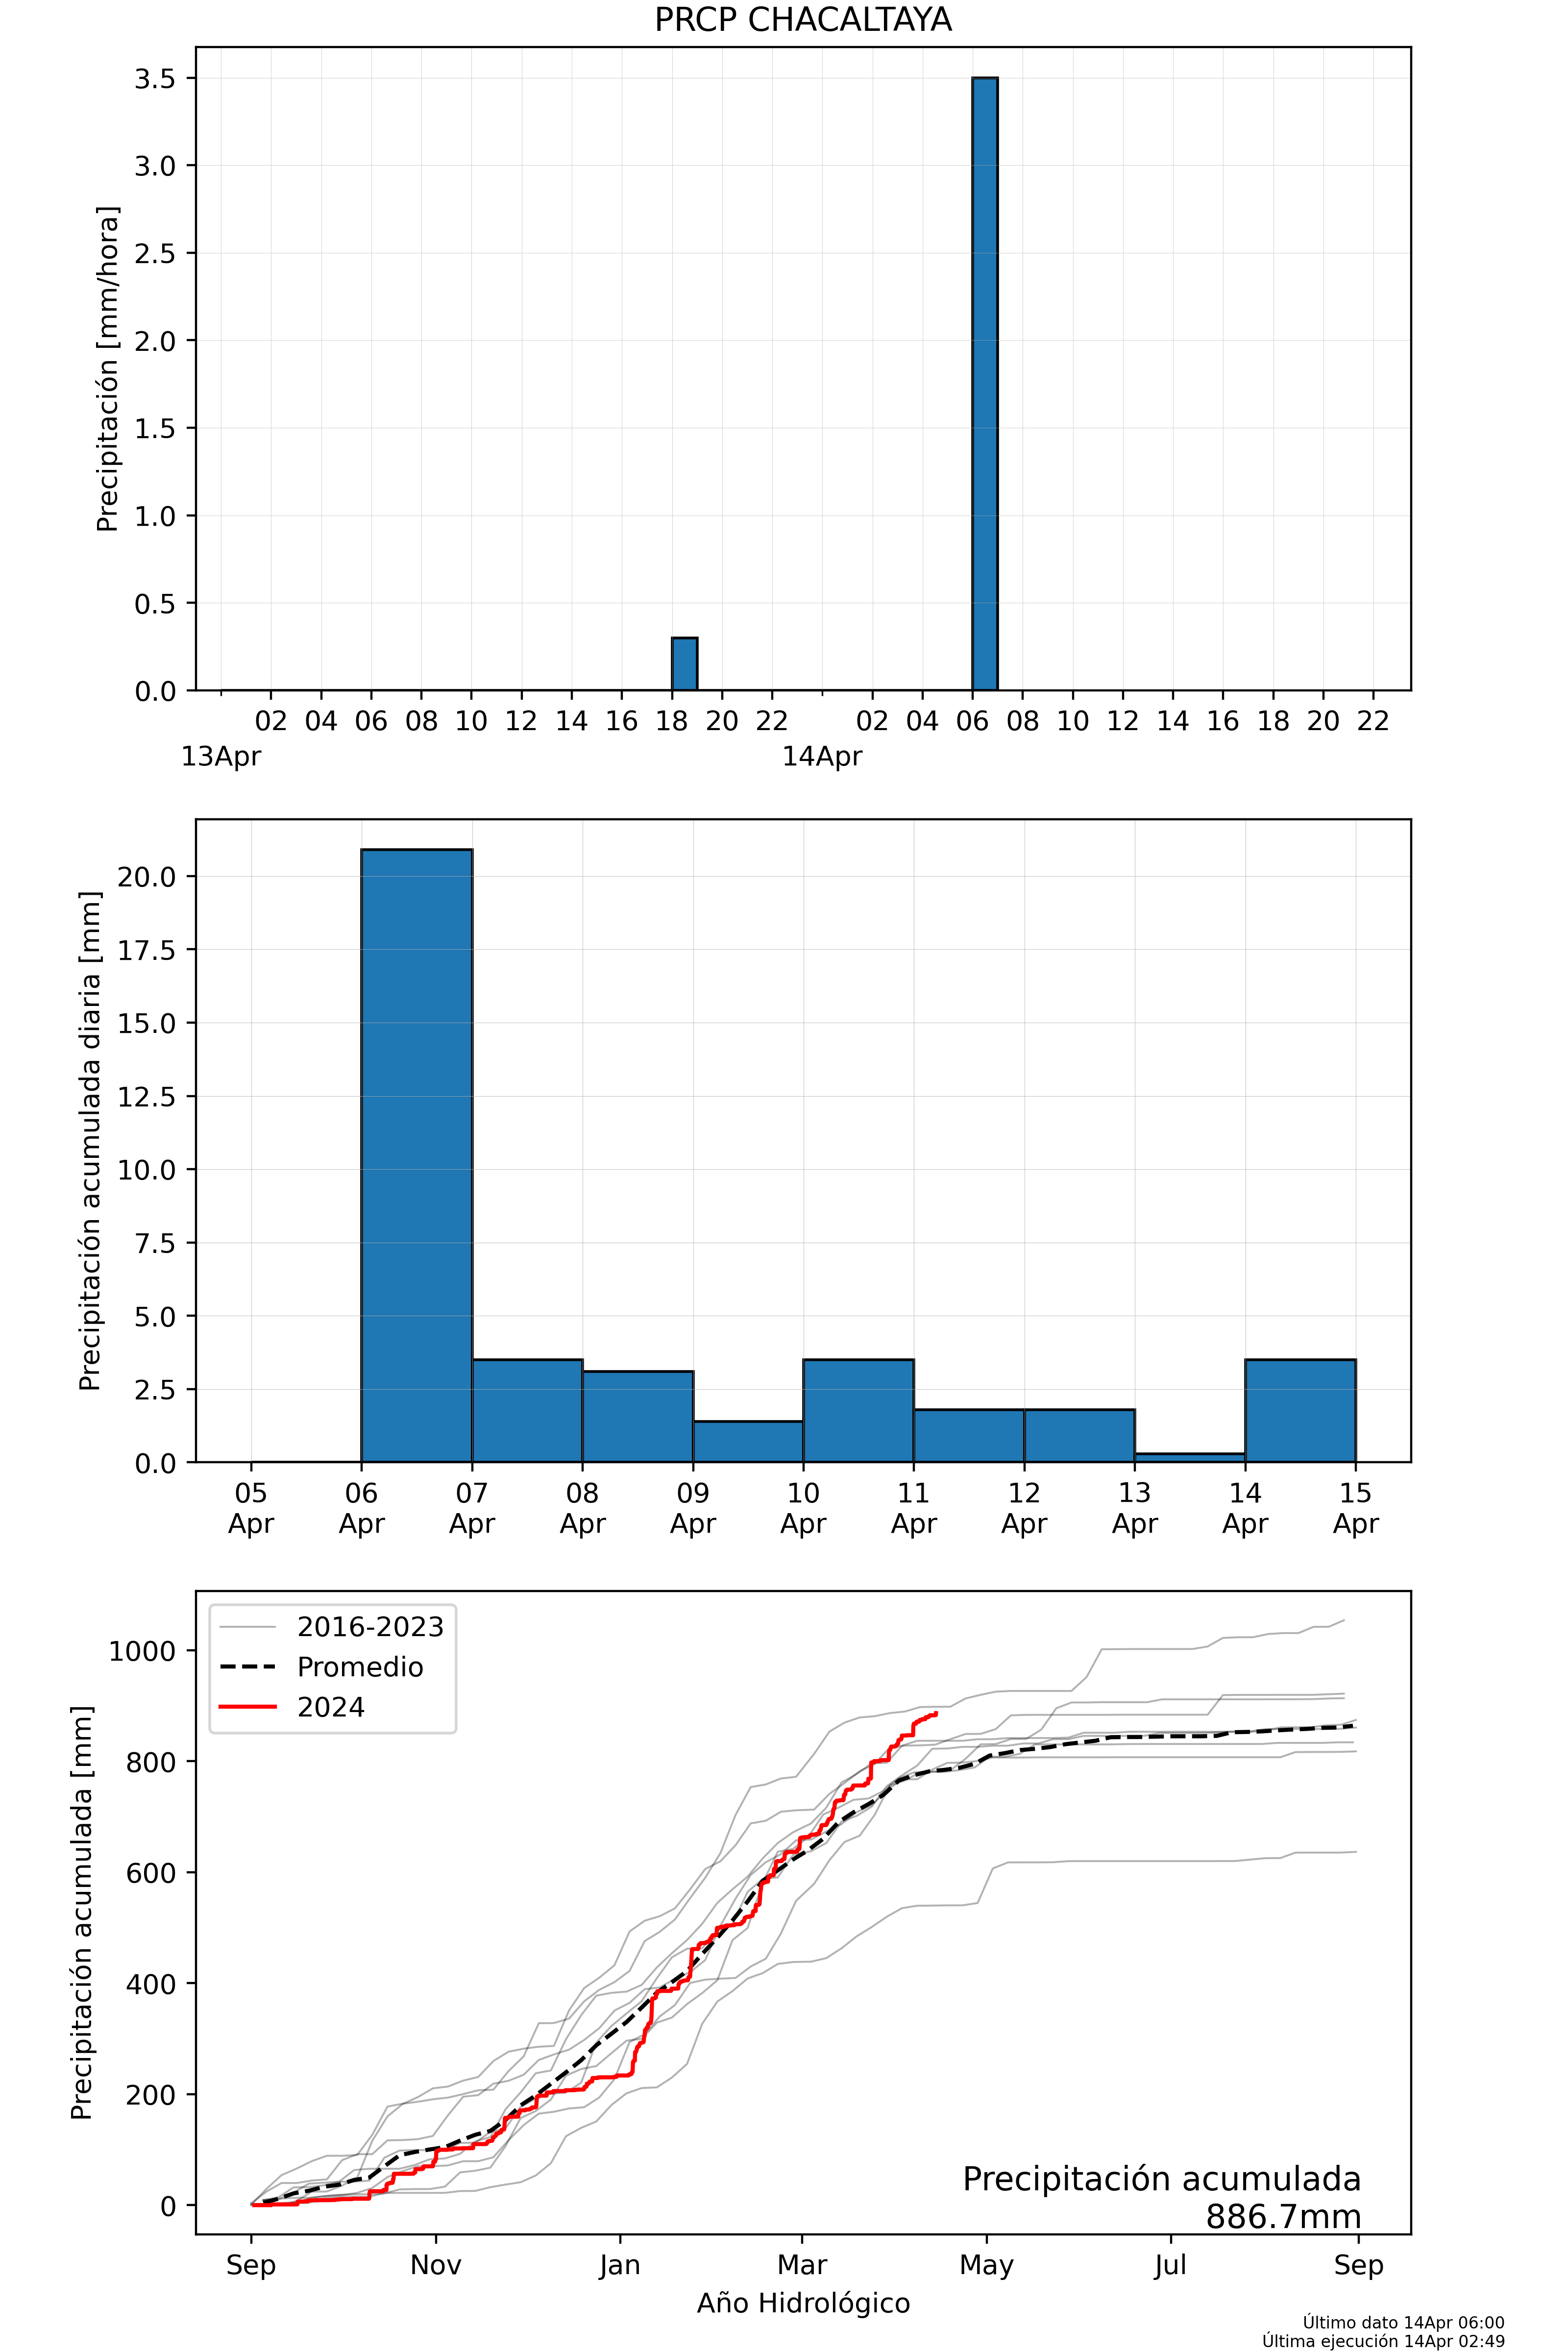 PRCP CHACALTAYA
Precipitación [mm/hora]
3.5
3.0
2.5
2.0
1.5
1.0
0.5
0.0
02 04 06 08 10 12 14 16 18 20 22 02 04 06 08 10 12 14 16 18 20 22
13Apr 14Apr
Precipitación acumulada diaria [mm]
20.0
17.5
15.0
12.5
10.0
7.5
5.0
2.5
0.0
05 06 07 08 09 10 11 12 13 14 15
Apr Apr Apr Apr Apr Apr Apr Apr Apr Apr Apr
Precipitación acumulada [mm]
1000
800
600
400
200
0
2016-2023
Promedio
2024
Precipitación acumulada
886.7mm
Sep Nov Jan Mar May Jul Sep
Año Hidrológico
Último dato 14Apr 06:00
Última ejecución 14Apr 02:49